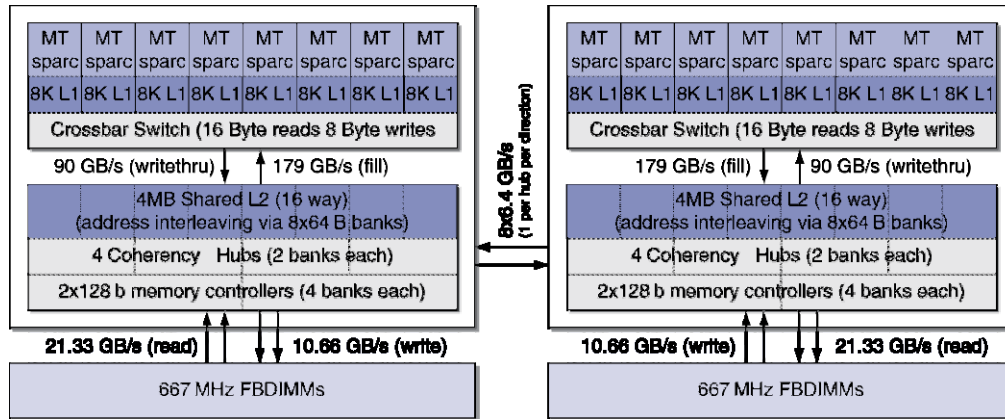 MT MT MT MT MT MT MT MT
sparc sparc sparc sparc sparc sparc sparc sparc
8K L1 8K L1 8K L1 8K L1 8K L1 8K L1 8K L1 8K L1
Crossbar Switch (16 Byte reads 8 Byte writes
90 GB/s (writethru)
179 GB/s (fill)
4MB Shared L2 (16 way)
(address interleaving via 8x64 B banks)
4 Coherency Hubs (2 banks each)
2x128 b memory controllers (4 banks each)
21.33 GB/s (read)
10.66 GB/s (write)
667 MHz FBDIMMs
8x6.4 GB/s
(1 per hub per direction)
MT MT MT MT MT MT MT MT
sparc sparc sparc sparc sparc sparc sparc sparc
8K L1 8K L1 8K L1 8K L1 8K L1 8K L1 8K L1 8K L1
Crossbar Switch (16 Byte reads 8 Byte writes
179 GB/s (fill)
90 GB/s (writethru)
4MB Shared L2 (16 way)
(address interleaving via 8x64 B banks)
4 Coherency Hubs (2 banks each)
2x128 b memory controllers (4 banks each)
10.66 GB/s (write)
21.33 GB/s (read)
667 MHz FBDIMMs